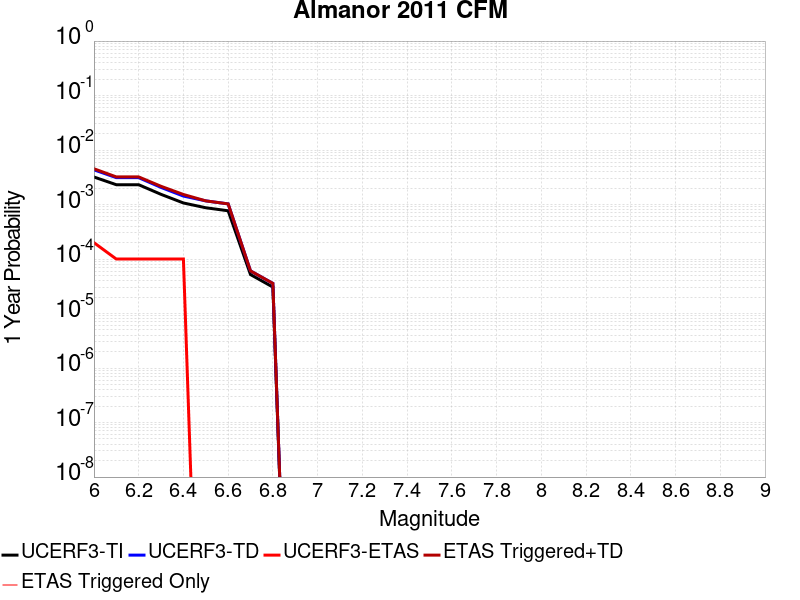 Almanor 2011 CFM
1 Year Probability
10^0
10^-1
10^-2
10^-3
10^-4
10^-5
10^-6
10^-7
10^-8
6 6.2 6.4 6.6 6.8 7 7.2 7.4 7.6 7.8 8 8.2 8.4 8.6 8.8 9
Magnitude
UCERF3-TI UCERF3-TD UCERF3-ETAS ETAS Triggered+TD
ETAS Triggered Only